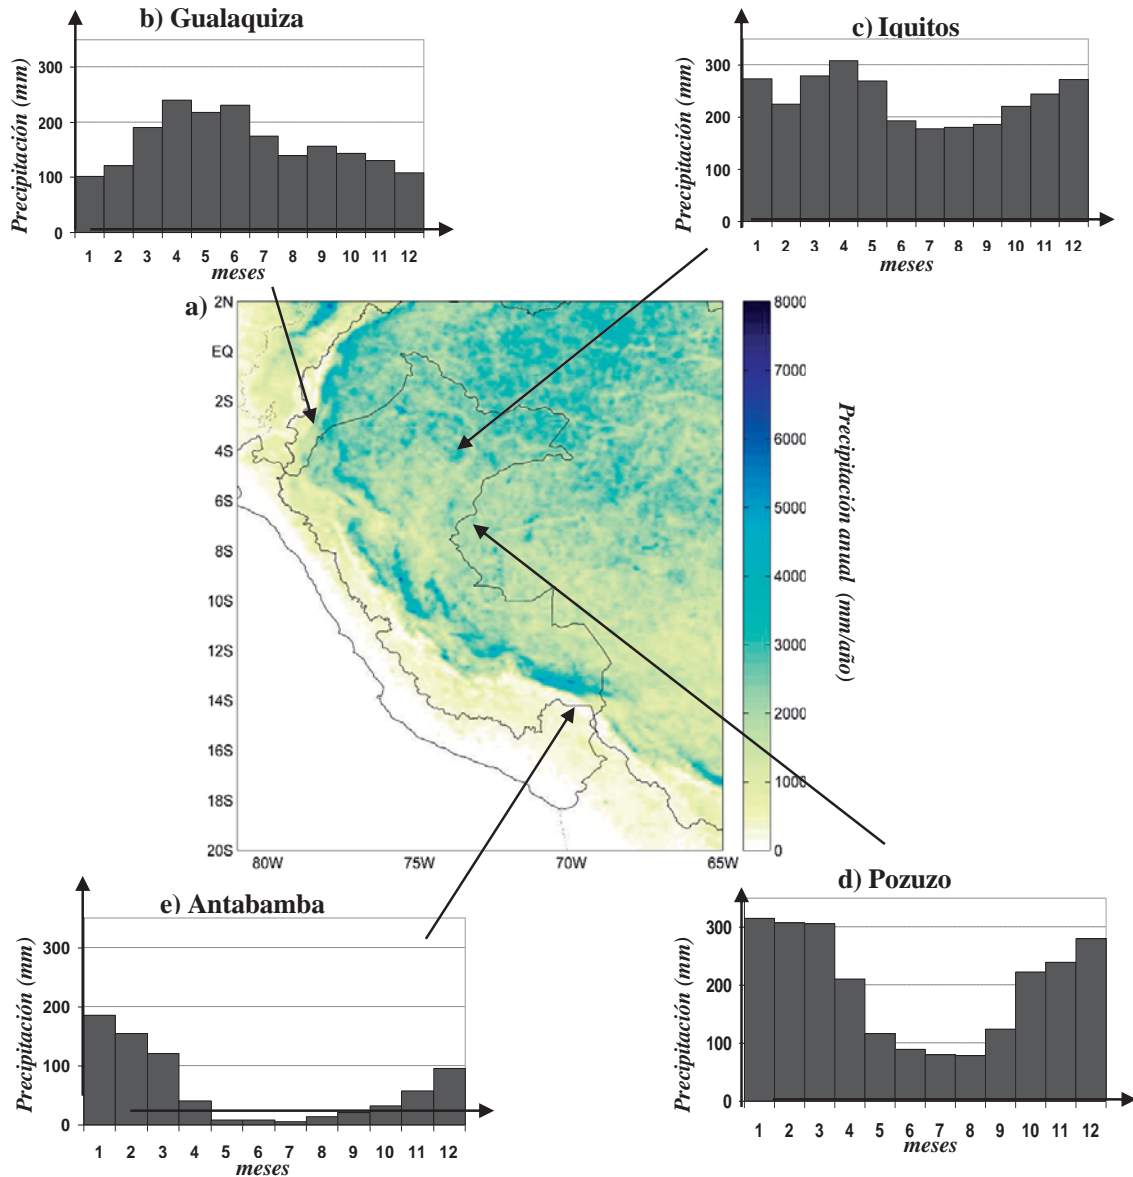 b) Gualaquiza
Precipitación (mm)
300
200
100
0
1 2 3 4 5 6 7 8 9 10 11 12
meses
c) Iquitos
Precipitación (mm)
300
200
100
0
1 2 3 4 5 6 7 8 9 10 11 12
meses
a)
2N
EQ
2S
4S
6S
8S
10S
12S
14S
16S
18S
20S
80W 75W 70W 65W
8000
7000
6000
5000
4000
3000
2000
1000
0
Precipitación anual (mm/año)
e) Antabamba
Precipitación (mm)
300
200
100
0
1 2 3 4 5 6 7 8 9 10 11 12
meses
d) Pozuzo
Precipitación (mm)
300
200
100
0
1 2 3 4 5 6 7 8 9 10 11 12
meses